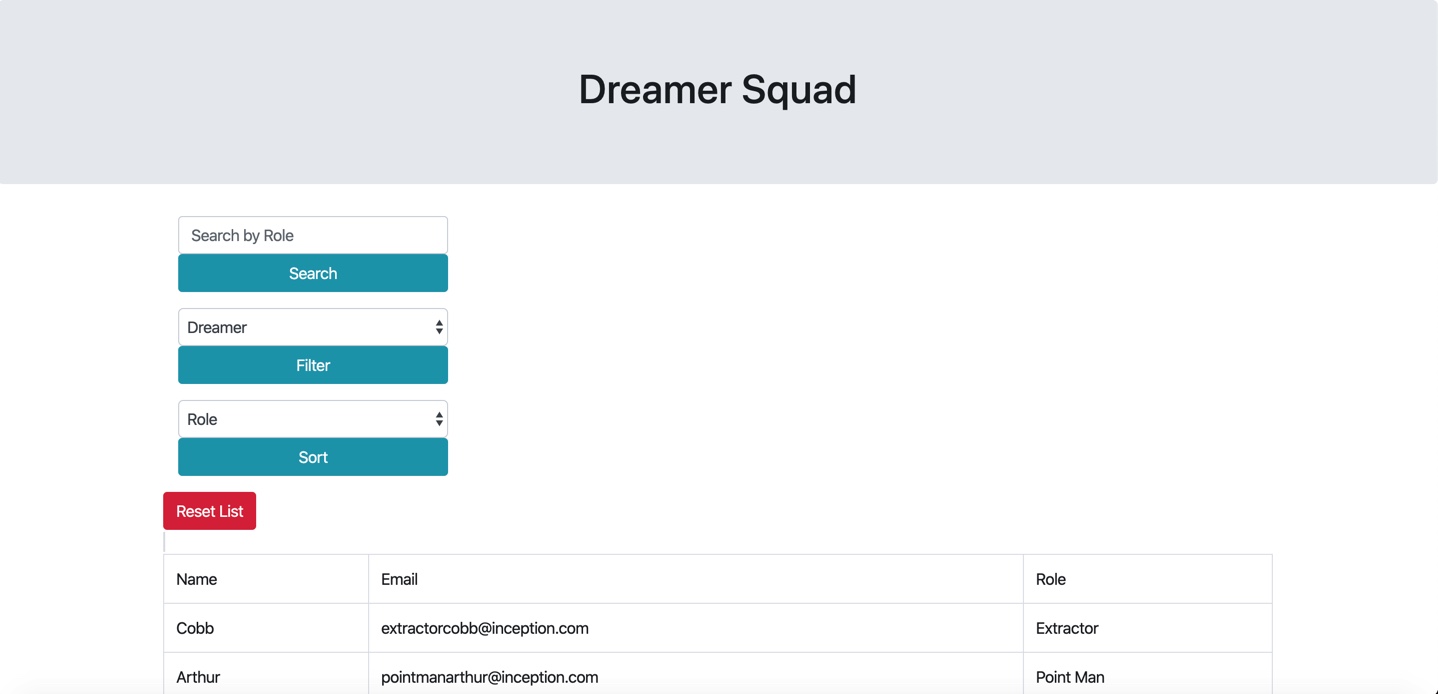 Dreamer Squad
Search by Role
Search
Dreamer
Filter
Role
Sort
Reset List
Name Email Role
Cobb extractorcobb@inception.com Extractor
Arthur pointmanarthur@inception.com Point Man